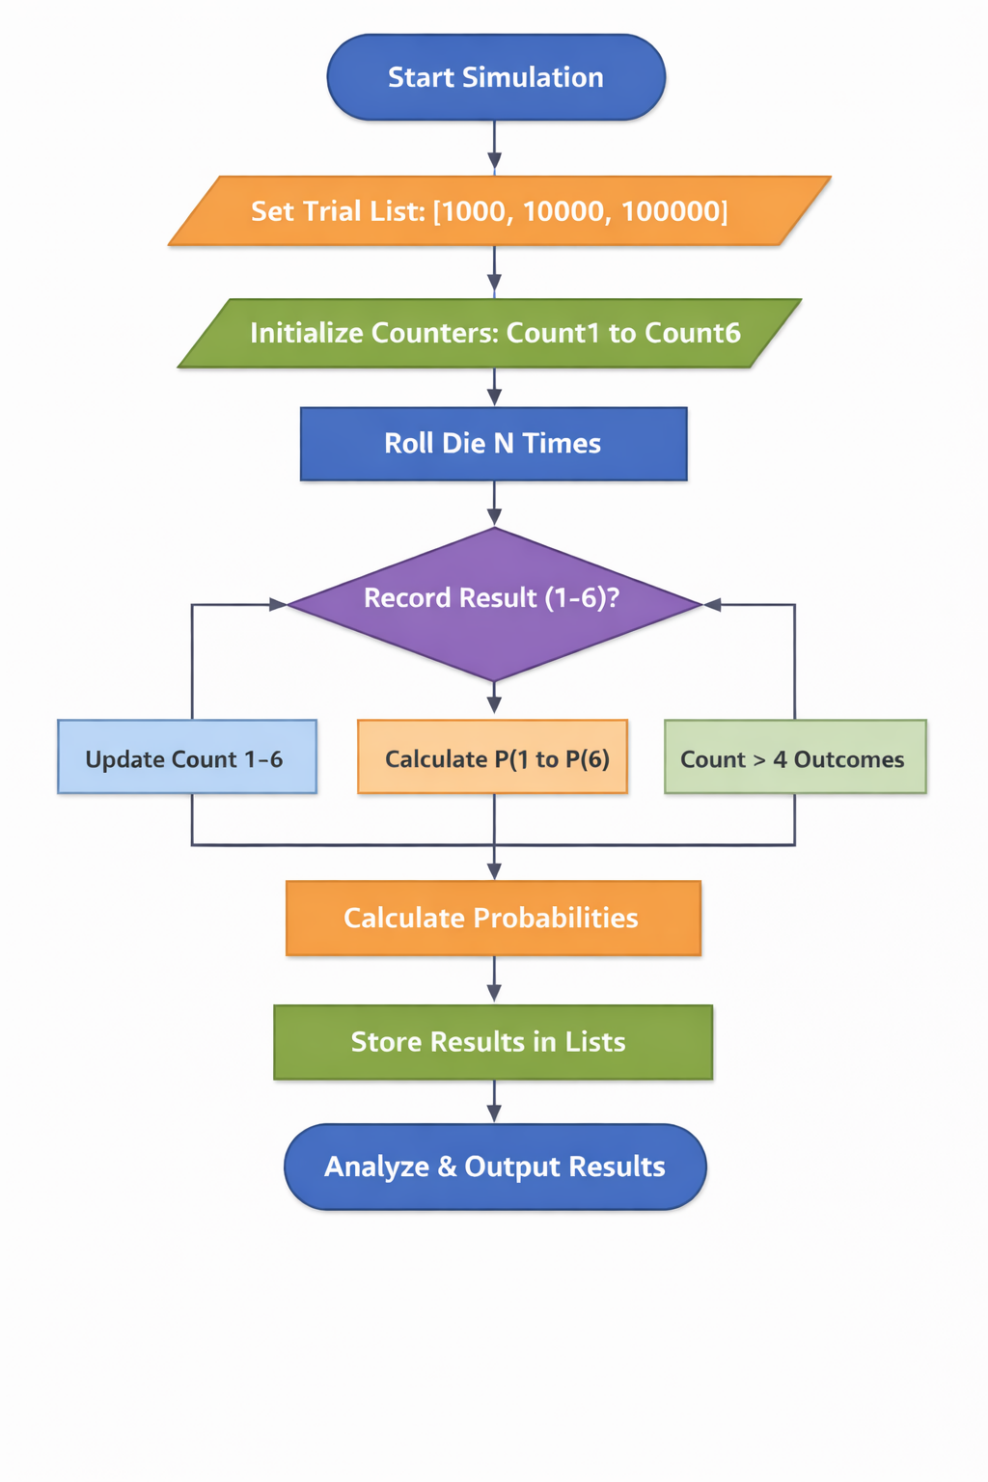 Start Simulation
Set Trial List: [1000, 10000, 100000]
Initialize Counters: Count1 to Count6
Roll Die N Times
Record Result (1-6)?
Update Count 1-6
Calculate P(1 to P(6)
Count > 4 Outcomes
Calculate Probabilities
Store Results in Lists
Analyze & Output Results